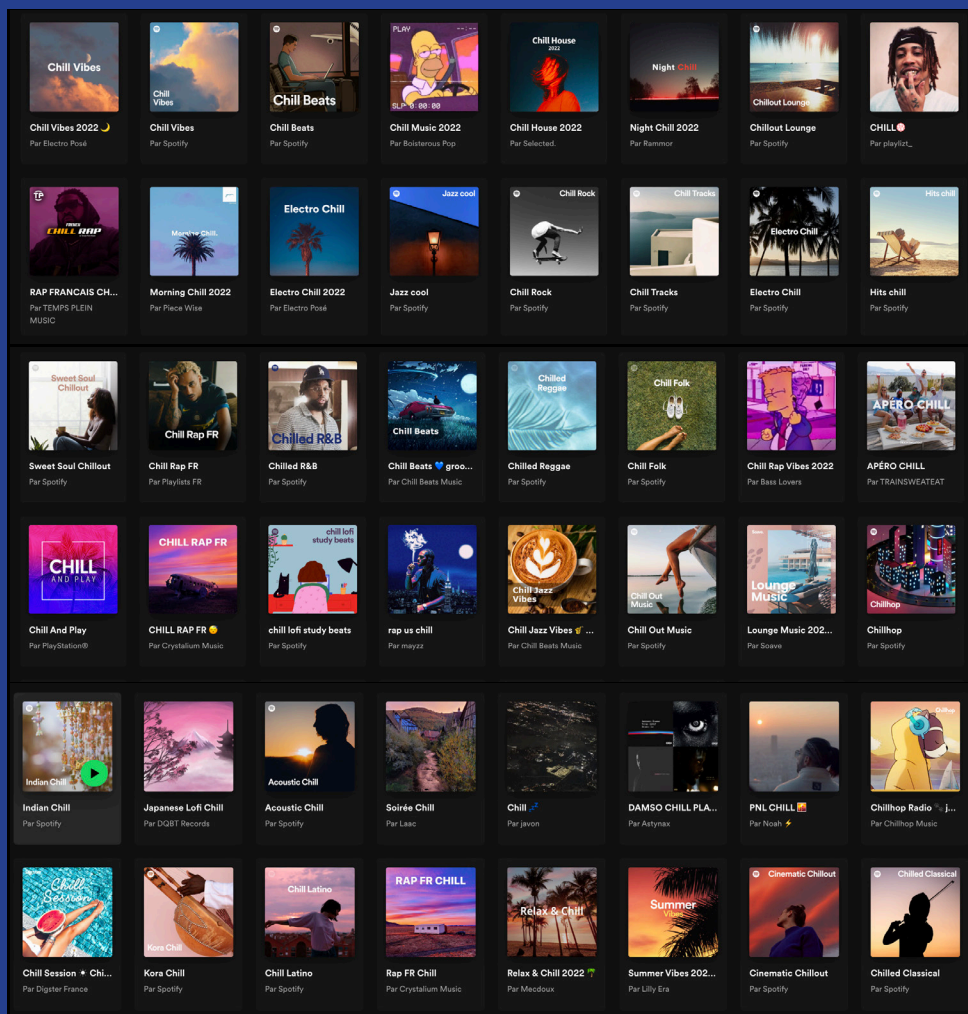 Chill Vibes
Chill
Vibes
Chill Beats
PLAY
--:--
SLP 0:00:00
Chill House
2022
Night Chill
Chillout Lounge
Chill Vibes 2022 🌙
Chill Vibes
Chill Beats
Chill Music 2022
Chill House 2022
Night Chill 2022
Chillout Lounge
CHILL
Par Electro Posé
Par Spotify
Par Spotify
Par Boisterous Pop
Par Selected.
Par Rammor
Par Spotify
Par playlizt_
TP
CHILL RAP
Morning Chill.
Electro Chill
Jazz cool
Chill Rock
Chill Tracks
Electro Chill
Hits chill
RAP FRANCAIS CH...
Morning Chill 2022
Electro Chill 2022
Jazz cool
Chill Rock
Chill Tracks
Electro Chill
Hits chill
Par TEMPS PLEIN
MUSIC
Par Piece Wise
Par Electro Posé
Par Spotify
Par Spotify
Par Spotify
Par Spotify
Par Spotify
Sweet Soul
Chillout
Chill Rap FR
Chilled R&B
Chill Beats
Chilled
Reggae
Chill Folk
APÉRO CHILL
Sweet Soul Chillout
Chill Rap FR
Chilled R&B
Chill Beats 💙 groo...
Chilled Reggae
Chill Folk
Chill Rap Vibes 2022
APÉRO CHILL
Par Spotify
Par Playlists FR
Par Spotify
Par Chill Beats Music
Par Spotify
Par Spotify
Par Bass Lovers
Par TRAINSWEATEAT
CHILL
AND PLAY
CHILL RAP FR
chill lofi
study beats
Chill Jazz
Vibes
Chill Out
Music
Lounge
Music
Chillhop
Chill And Play
CHILL RAP FR
chill lofi study beats
rap us chill
Chill Jazz Vibes 🎷 ...
Chill Out Music
Lounge Music 202...
Chillhop
Par PlayStation®
Par Crystalium Music
Par Spotify
Par mayzz
Par Chill Beats Music
Par Spotify
Par Soave
Par Spotify
Indian Chill
Acoustic Chill
Chillhop
Indian Chill
Japanese Lofi Chill
Acoustic Chill
Soirée Chill
Chill 💤
DAMSO CHILL PLA...
PNL CHILL 🌇
Chillhop Radio 🐾 j...
Par Spotify
Par DQBT Records
Par Spotify
Par Laac
Par javon
Par Astynax
Par Noah ⚡
Par Chillhop Music
Chill
Session
Kora Chill
Chill Latino
RAP FR CHILL
Relax & Chill
Summer
Vibes
Cinematic Chillout
Chilled Classical
Chill Session ☀ Chi...
Kora Chill
Chill Latino
Rap FR Chill
Relax & Chill 2022 🌴
Summer Vibes 202...
Cinematic Chillout
Chilled Classical
Par Digster France
Par Spotify
Par Spotify
Par Crystalium Music
Par Mecdoux
Par Lilly Era
Par Spotify
Par Spotify